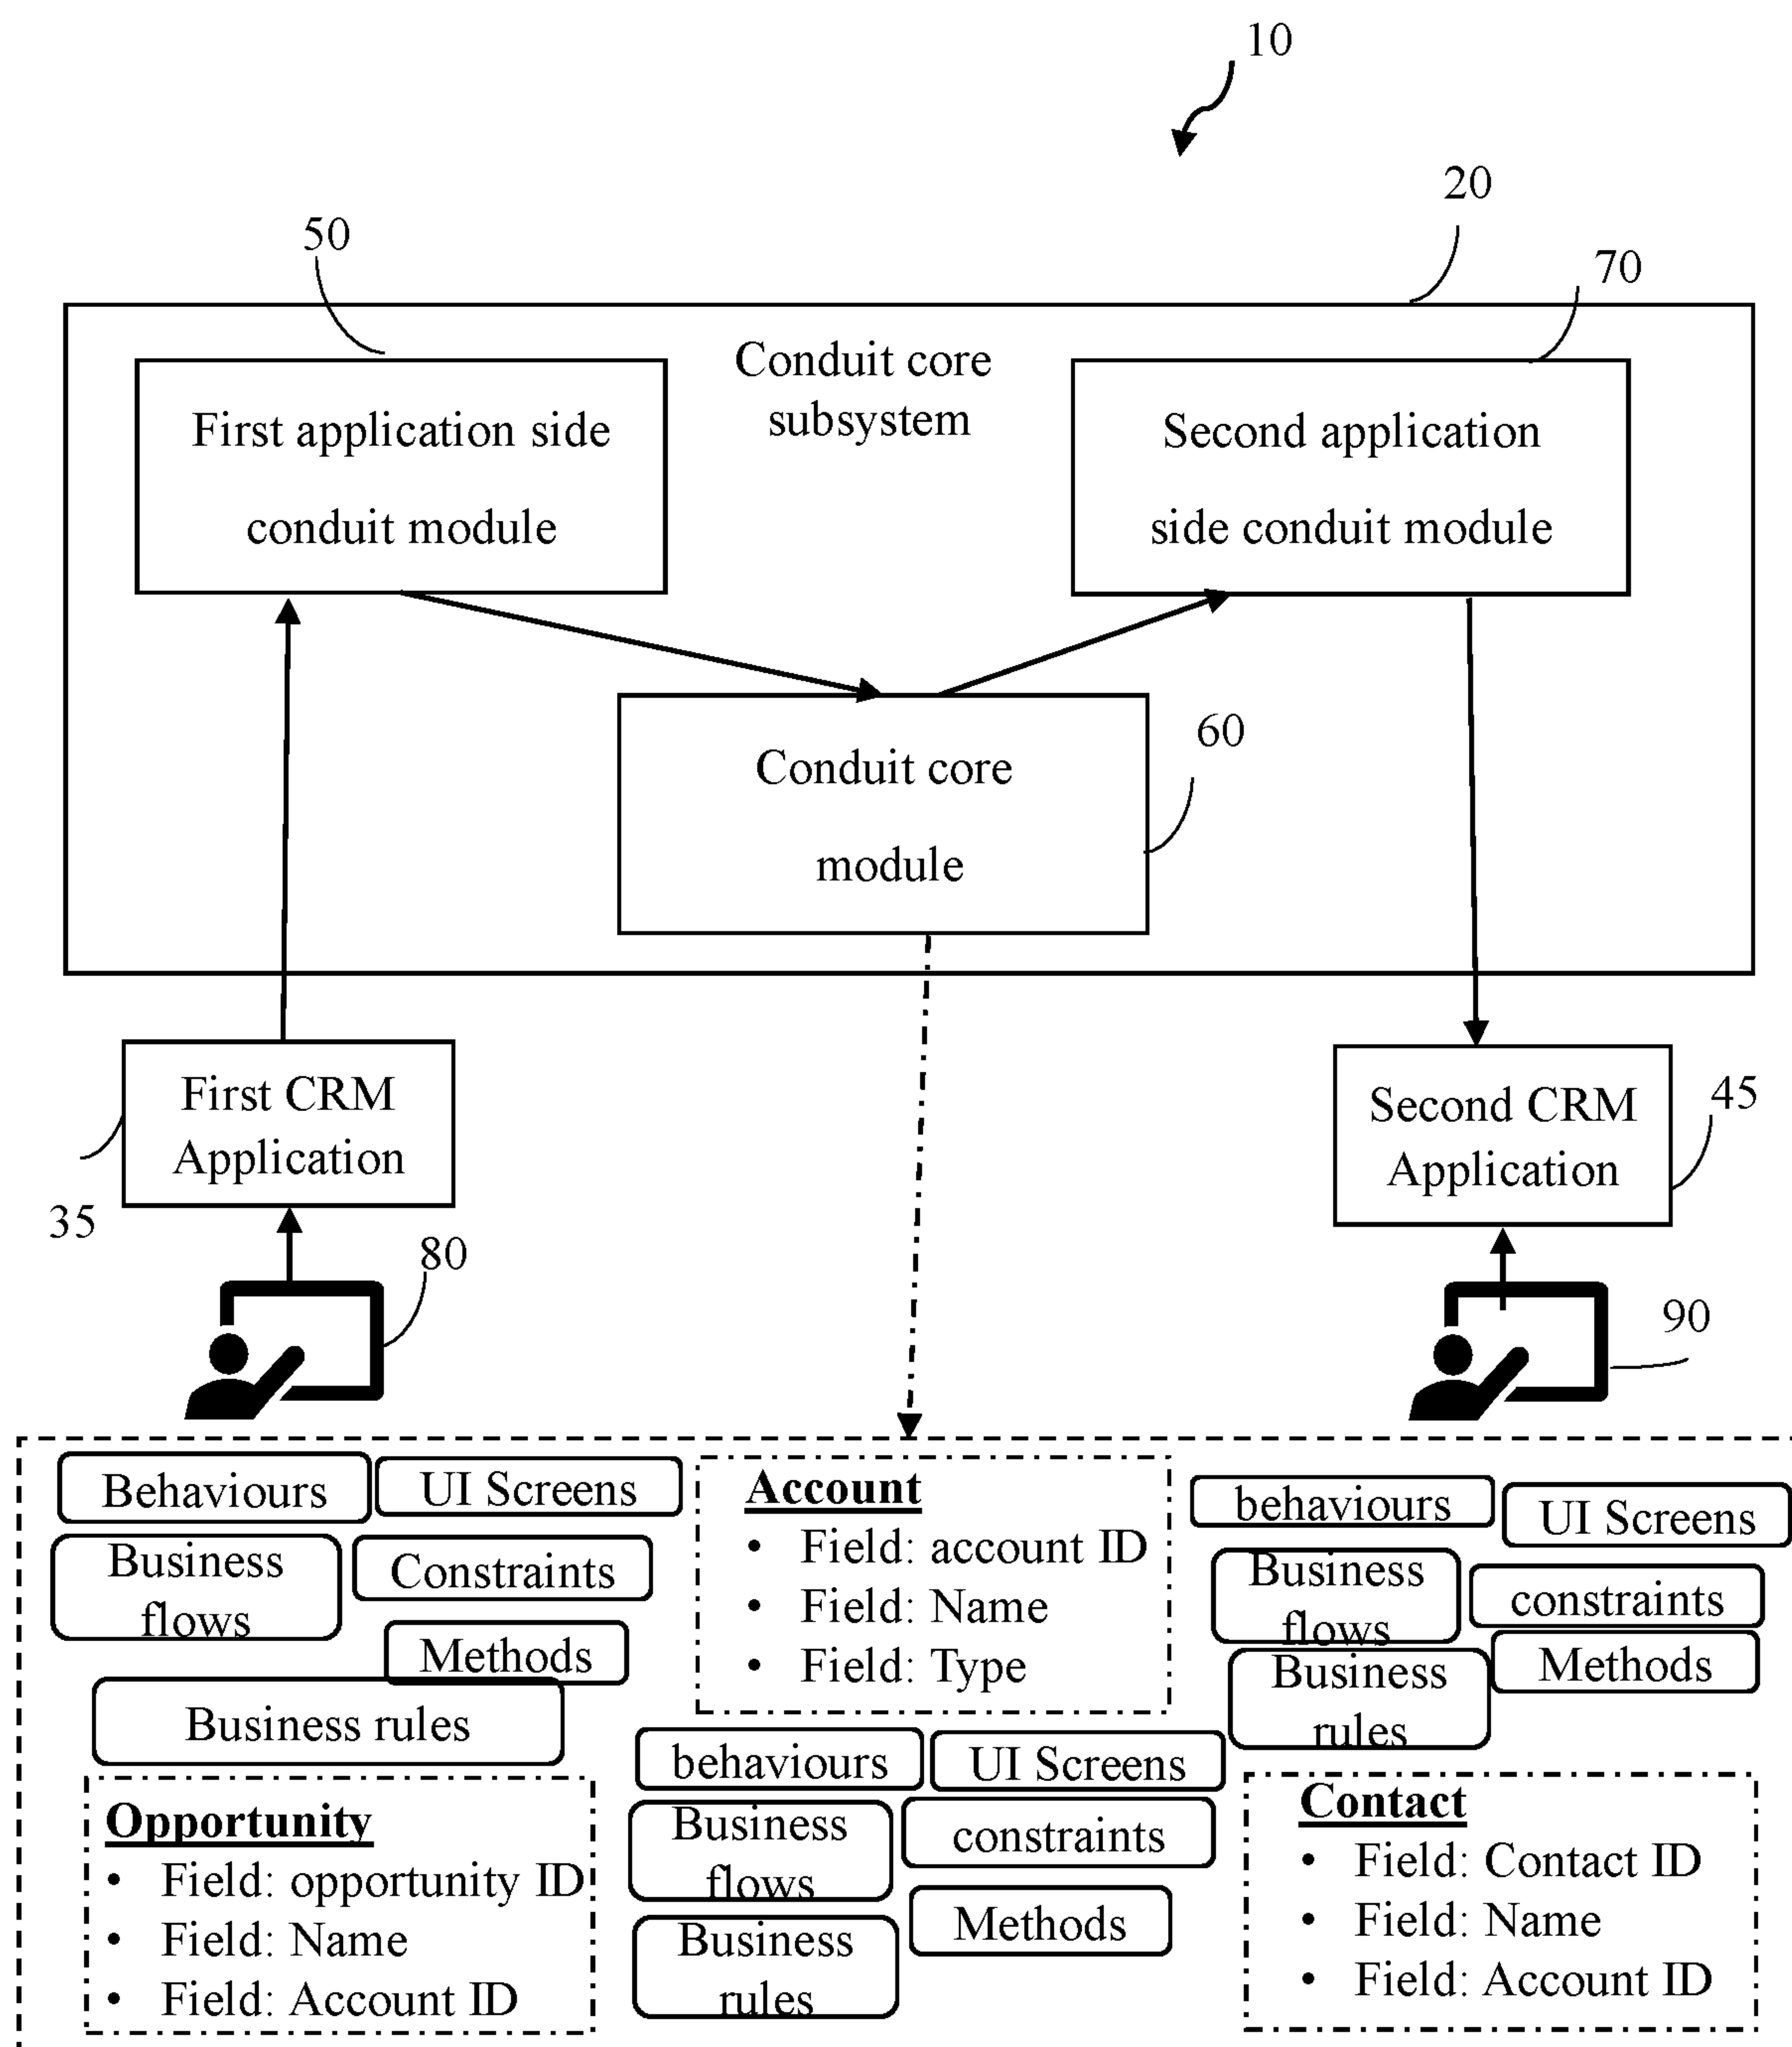 10
20
50
70
Conduit core
subsystem
First application side
conduit module
Second application
side conduit module
60
Conduit core
module
First CRM
Application
35
Second CRM
Application
45
80
90
Behaviours
UI Screens
Business
flows
Constraints
Methods
Business rules
Opportunity
• Field: opportunity ID
• Field: Name
• Field: Account ID
Account
• Field: account ID
• Field: Name
• Field: Type
behaviours
UI Screens
Business
flows
constraints
Methods
Business
rules
behaviours
UI Screens
Business
flows
constraints
Methods
Business
rules
Contact
• Field: Contact ID
• Field: Name
• Field: Account ID